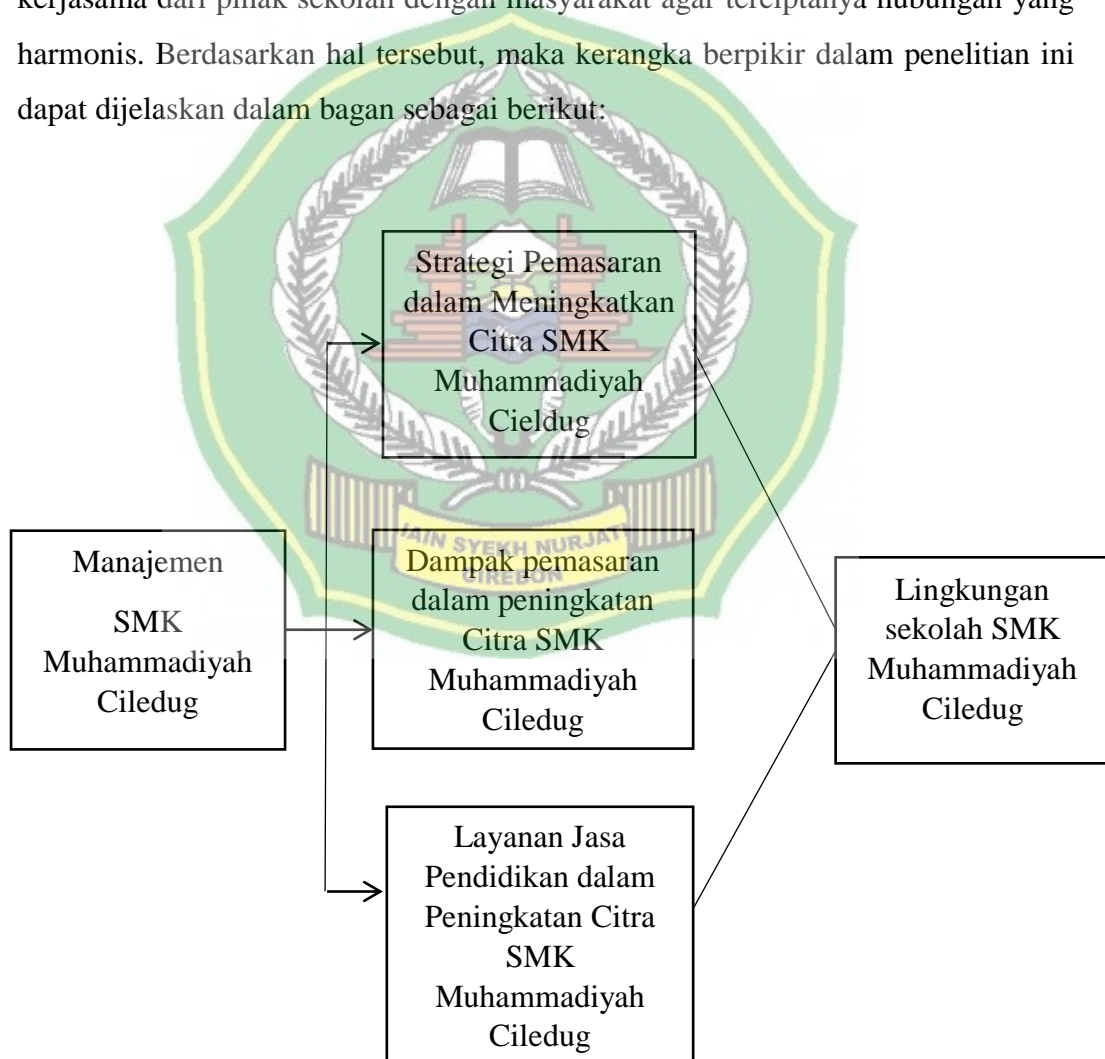 kerjasama dari pihak sekolah dengan masyarakat agar terciptanya hubungan yang
harmonis. Berdasarkan hal tersebut, maka kerangka berpikir dalam penelitian ini
dapat dijelaskan dalam bagan sebagai berikut:
Strategi Pemasaran
dalam Meningkatkan
Citra SMK
Muhammadiyah
Cieldug
Manajemen
SMK
Muhammadiyah
Ciledug
IAIN SYEKH NURJATI
CIREBON
Dampak pemasaran
dalam peningkatan
Citra SMK
Muhammadiyah
Ciledug
Lingkungan
sekolah SMK
Muhammadiyah
Ciledug
Layanan Jasa
Pendidikan dalam
Peningkatan Citra
SMK
Muhammadiyah
Ciledug